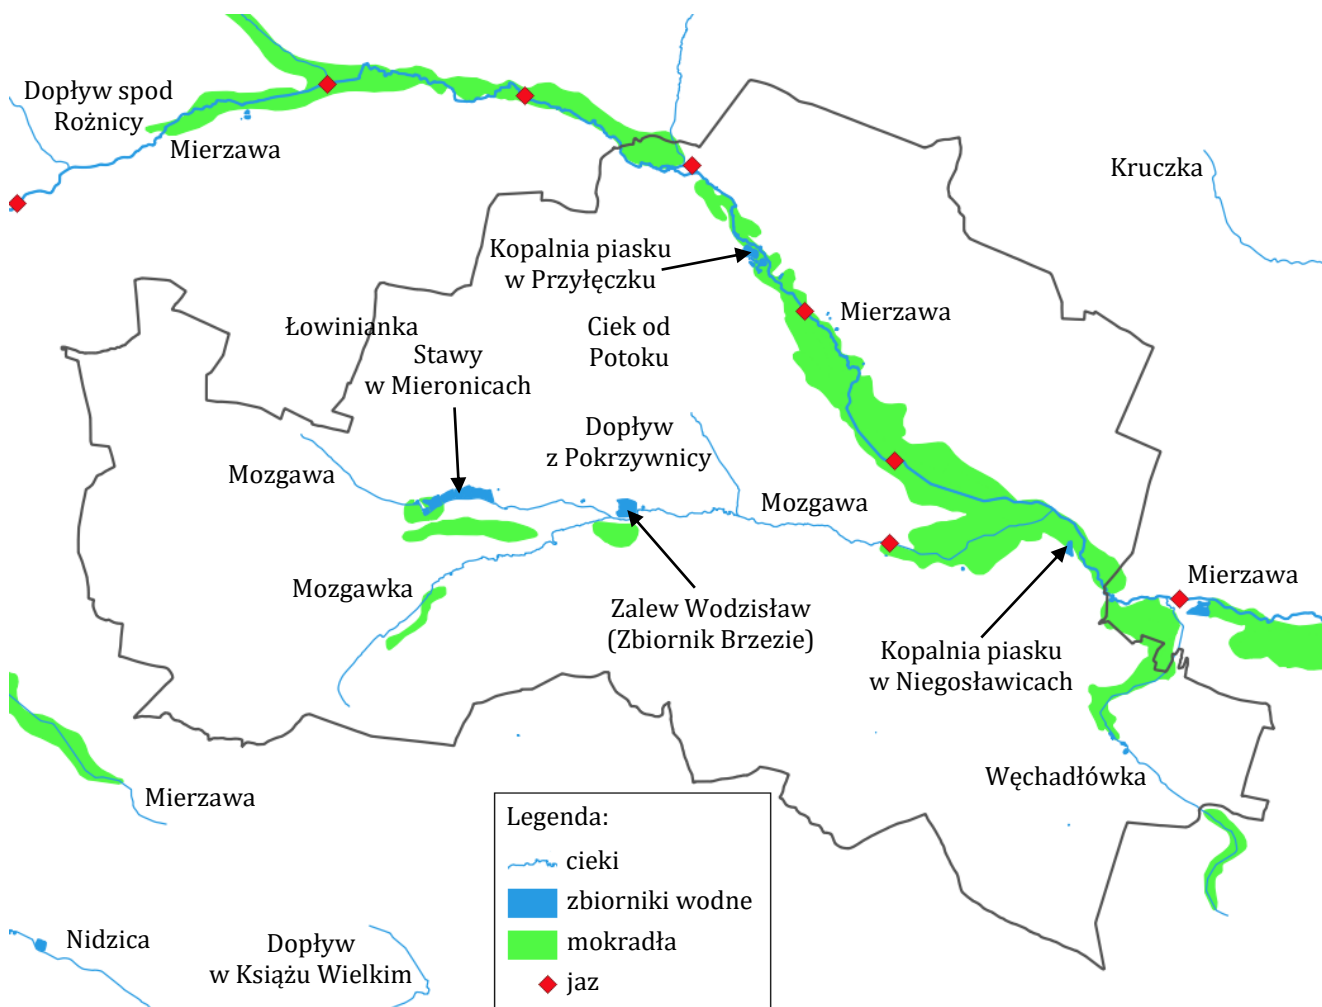 Dopływ spod
Rożnicy
Mierzawa
Kruczka
Kopalnia piasku
w Przyłęczku
Mierzawa
Łowinianka
Ciek od
Potoku
Stawy
w Mieronicach
Dopływ
z Pokrzywnicy
Mozgawa
Mozgawa
Mozgawka
Mierzawa
Zalew Wodzisław
(Zbiornik Brzezie)
Kopalnia piasku
w Niegosławicach
Węchadłówka
Mierzawa
Legenda:
cieki
zbiorniki wodne
mokradła
jaz
Nidzica
Dopływ
w Książu Wielkim